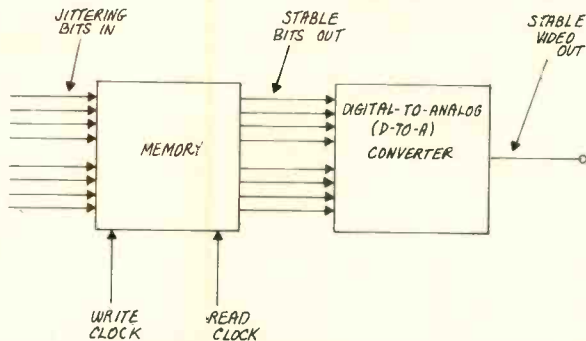 JITTERING
BITS IN
STABLE
BITS OUT
STABLE
VIDEO
OUT
MEMORY
DIGITAL-TO-ANALOG
(D-TO-A)
CONVERTER
WRITE
CLOCK
READ
CLOCK